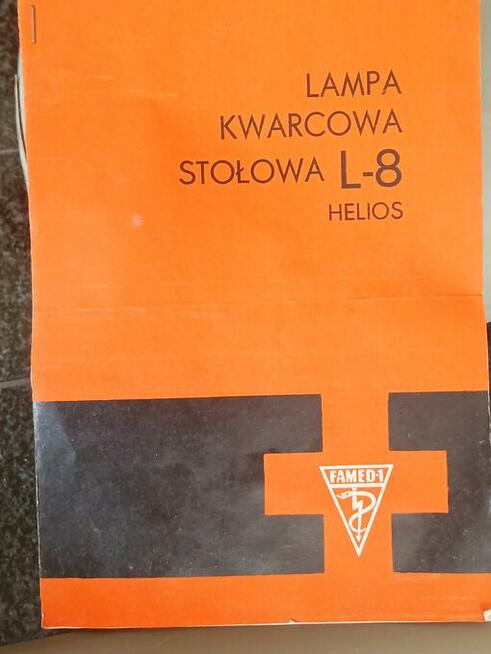 LAMPA
KWARCOWA
STOŁOWA L-8
HELIOS
FAMED-1